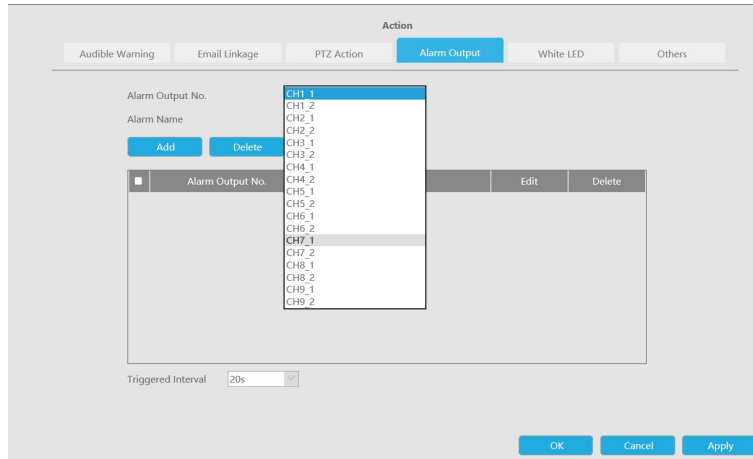 Action
Audible Warning Email Linkage PTZ Action Alarm Output White LED Others
Alarm Output No.
CH1_1
CH1_2
Alarm Name
CH2_1
CH2_2
CH3_1
Add Delete
CH3_2
CH4_1
Alarm Output No. CH4_2 Edit Delete
CH5_1
CH5_2
CH6_1
CH6_2
CH7_1
CH7_2
CH8_1
CH8_2
CH9_1
CH9_2
Triggered Interval 20s
OK Cancel Apply